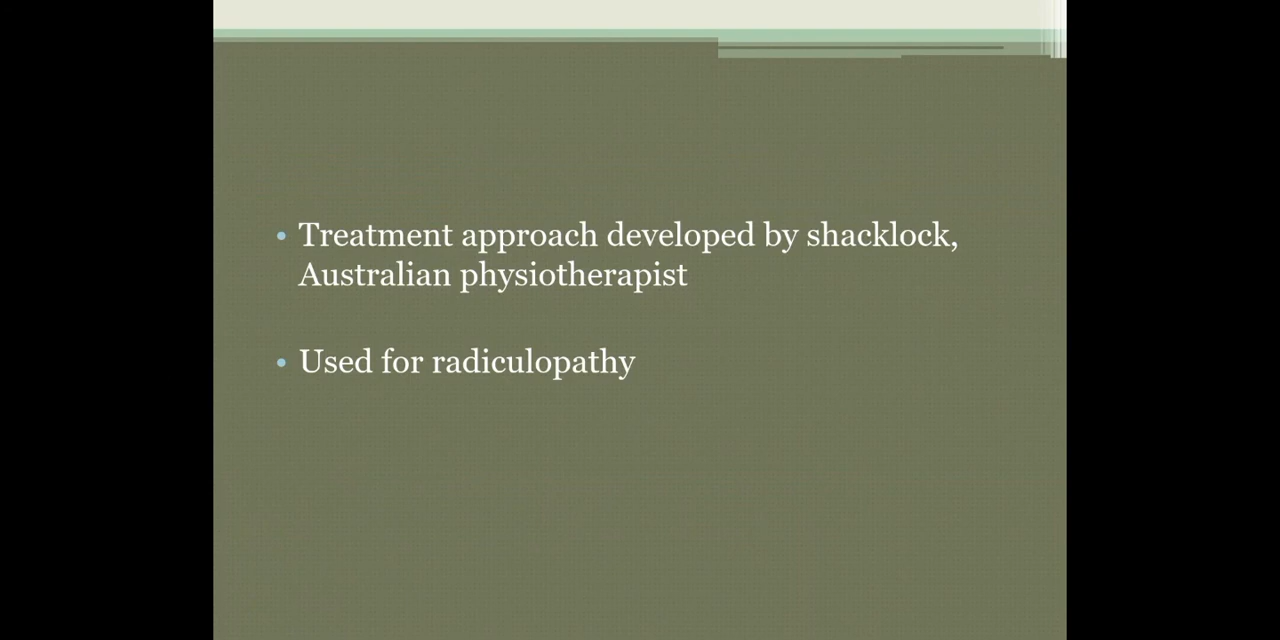 • Treatment approach developed by shacklock,
Australian physiotherapist
• Used for radiculopathy